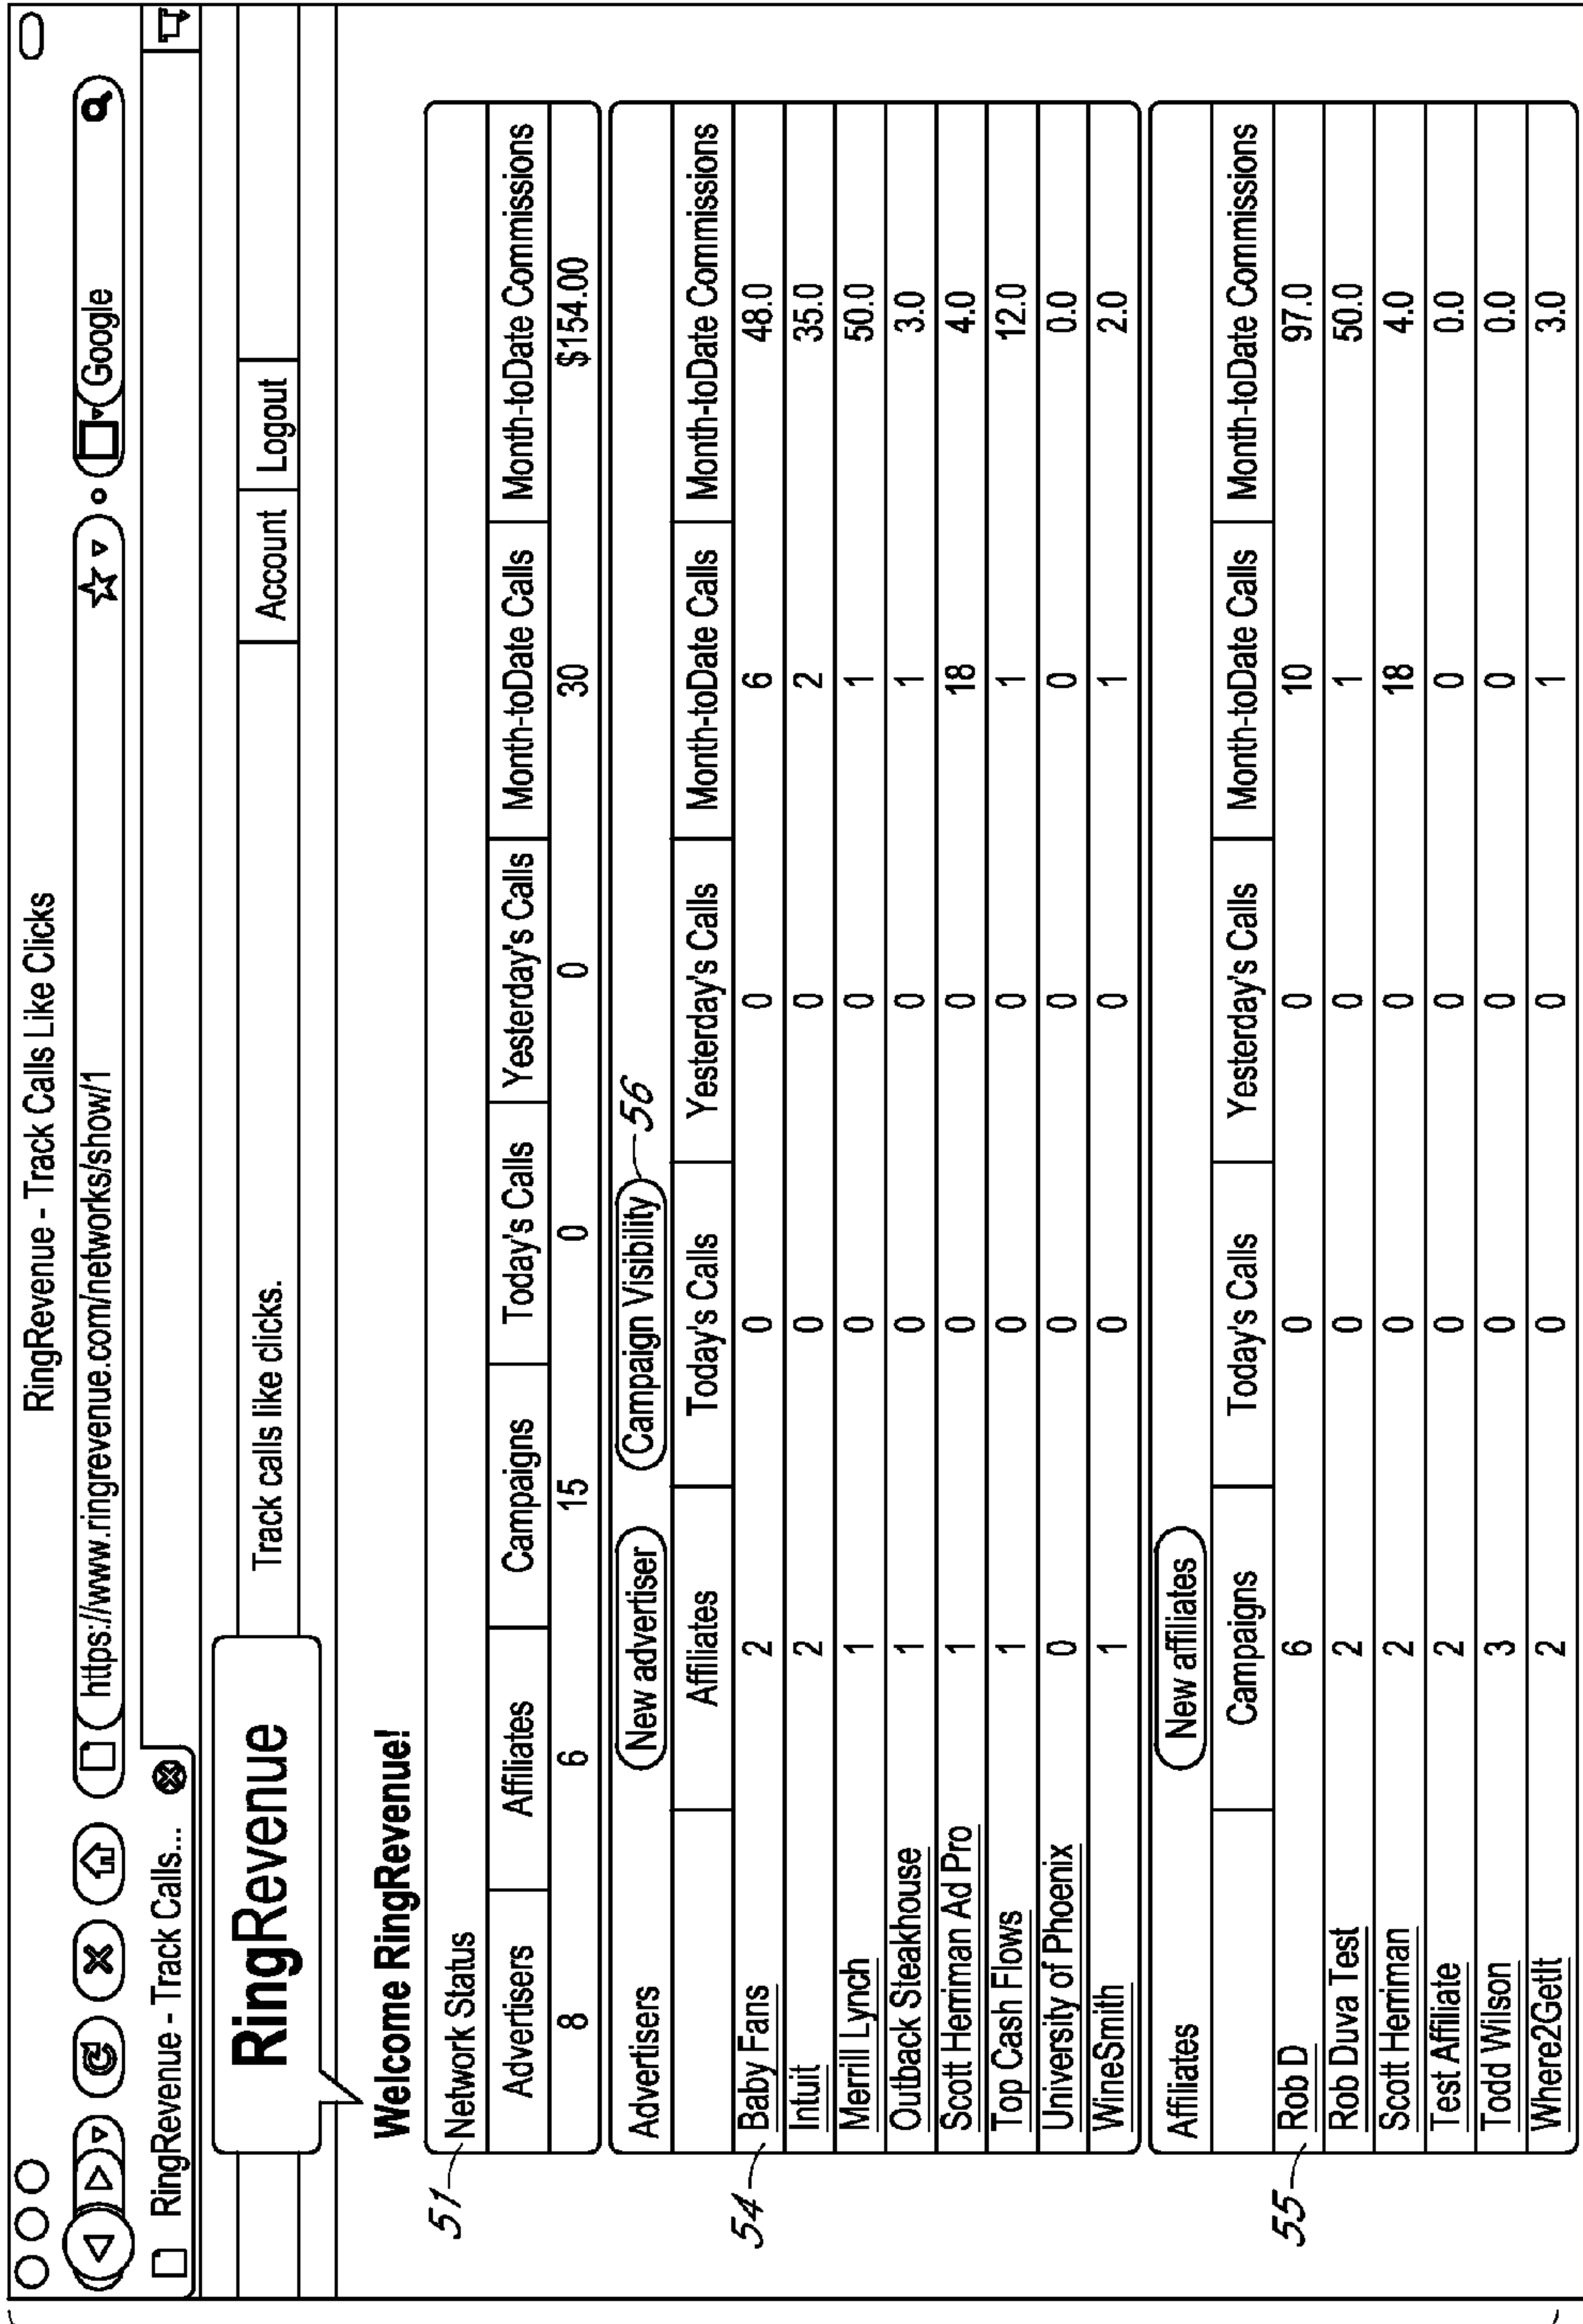 RingRevenue - Track Calls Like Clicks
https://www.ringrevenue.com/networks/show/1 Google
RingRevenue - Track Calls...
RingRevenue Track calls like clicks. Account Logout
Welcome RingRevenue!
51 Network Status
Advertisers Affiliates Campaigns Today's Calls Yesterday's Calls Month-toDate Calls Month-toDate Commissions
8 6 15 0 0 30 $154.00
Advertisers New advertiser Campaign Visibility 56
Affiliates Today's Calls Yesterday's Calls Month-toDate Calls Month-toDate Commissions
54 Baby Fans 2 0 0 6 48.0
Intuit 2 0 0 2 35.0
Merrill Lynch 1 0 0 1 50.0
Outback Steakhouse 1 0 0 1 3.0
Scott Herriman Ad Pro 1 0 0 18 4.0
Top Cash Flows 1 0 0 1 12.0
University of Phoenix 0 0 0 0 0.0
WineSmith 1 0 0 1 2.0
Affiliates New affiliates
Campaigns Today's Calls Yesterday's Calls Month-toDate Calls Month-toDate Commissions
55 Rob D 6 0 0 10 97.0
Rob Duva Test 2 0 0 1 50.0
Scott Herriman 2 0 0 18 4.0
Test Affiliate 2 0 0 0 0.0
Todd Wilson 3 0 0 0 0.0
Where2GetIt 2 0 0 1 3.0